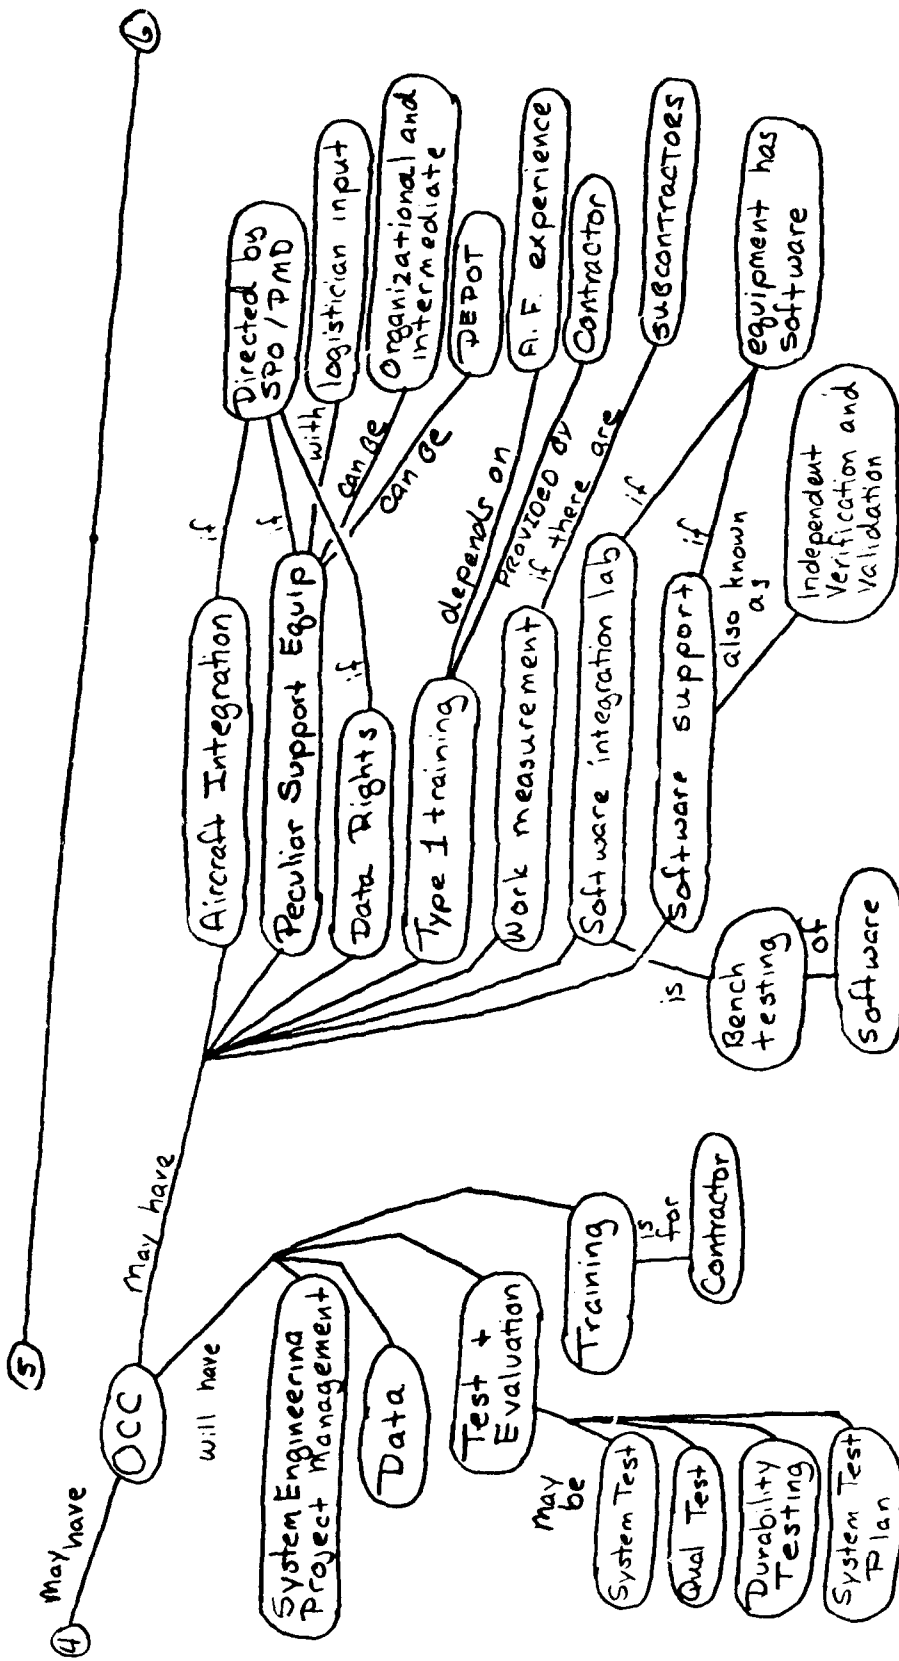 5
6
4
May
have
OCC
May have
will have
System Engineering
Project Management
Data
Test +
Evaluation
May
be
System Test
Qual Test
Durability
Testing
System Test
Plan
Training
is
for
Contractor
Aircraft Integration
if
Directed by
SPO/PMD
Peculiar Support Equip
if
with
logistician input
can be
Organizational and
intermediate
can be
DEPOT
Data Rights
if
Type 1 training
depends on
A.F. experience
PROVIDED BY
Contractor
Work measurement
if there are
SUBCONTRACTORS
Software integration lab
if
equipment has
software
is
Bench
testing
of
Software
Software support
if
also known
as
Independent
Verification and
Validation